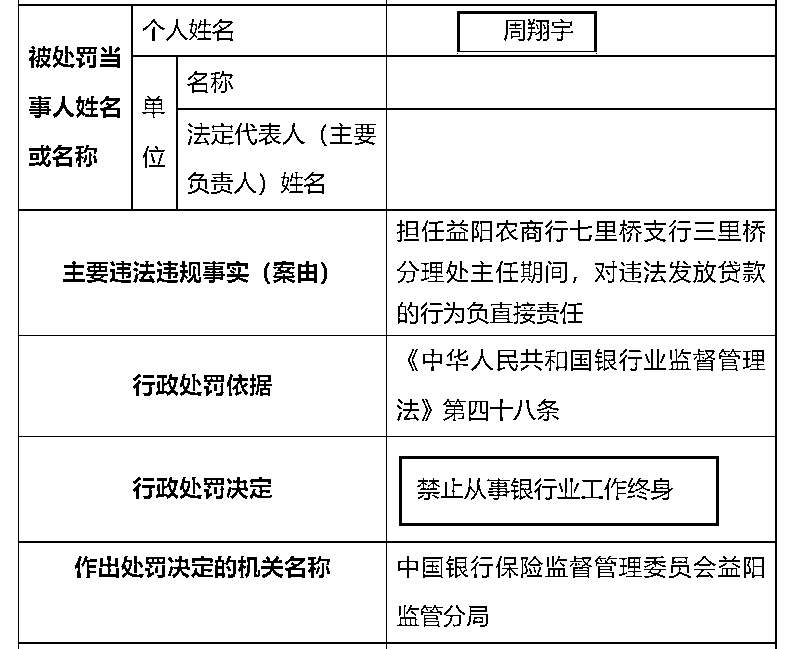 被处罚当
事人姓名
或名称
个人姓名
周翔宇
单
位
名称
法定代表人（主要
负责人）姓名
主要违法违规事实（案由）
担任益阳农商行七里桥支行三里桥
分理处主任期间，对违法发放贷款
的行为负直接责任
行政处罚依据
《中华人民共和国银行业监督管理
法》第四十八条
行政处罚决定
禁止从事银行业工作终身
作出处罚决定的机关名称
中国银行保险监督管理委员会益阳
监管分局